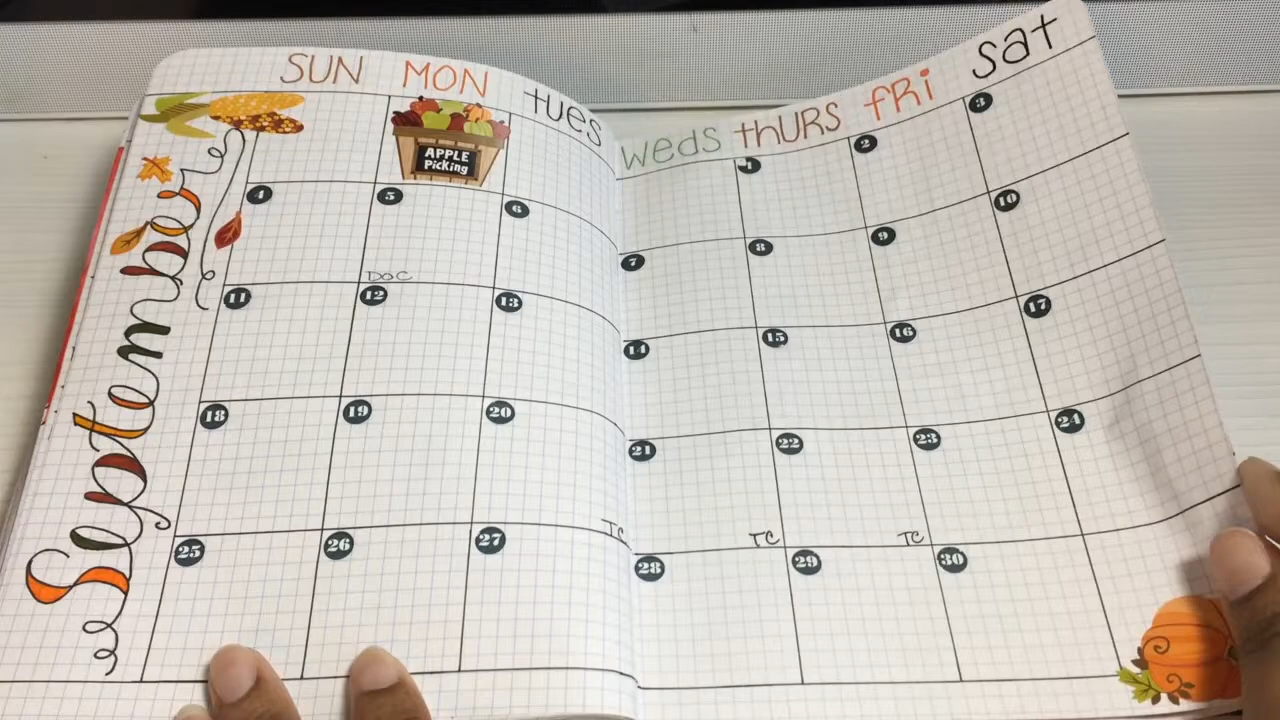 SUN MON tues weds thURS fRi sat
September
APPLE
PicKing
1 2 3
4 5 6 7 8 9 10
DOC
11 12 13 14 15 16 17
18 19 20 21 22 23 24
TC TC TC
25 26 27 28 29 30